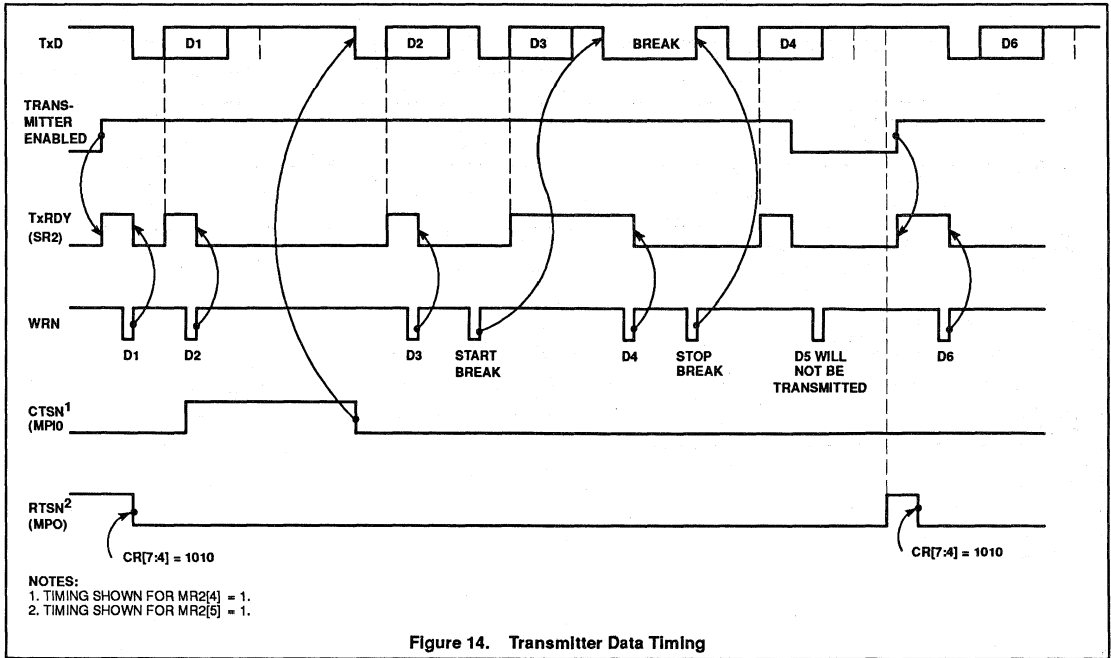 TxD
D1
D2
D3
BREAK
D4
D6
TRANS-
MITTER
ENABLED
TxRDY
(SR2)
WRN
D1
D2
D3
START
BREAK
D4
STOP
BREAK
D5 WILL
NOT BE
TRANSMITTED
D6
CTSN1
(MPI0
RTSN2
(MPO)
CR[7:4] = 1010
CR[7:4] = 1010
NOTES:
1. TIMING SHOWN FOR MR2[4] = 1.
2. TIMING SHOWN FOR MR2[5] = 1.
Figure 14. Transmitter Data Timing